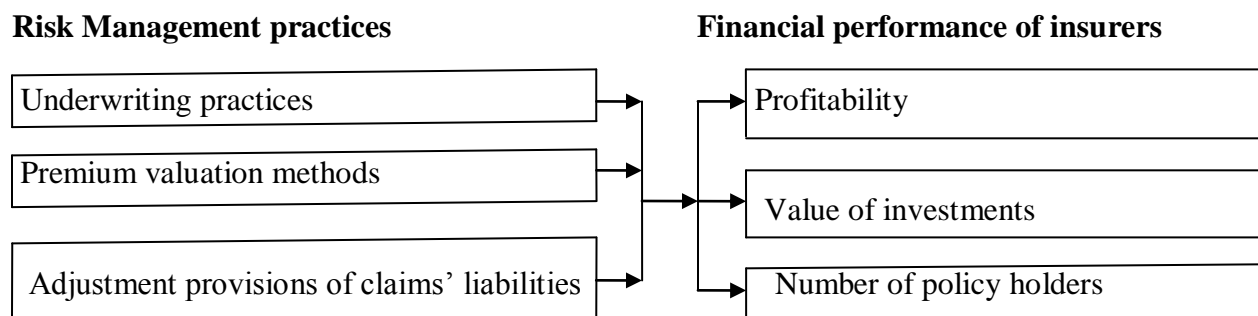 Risk Management practices
Financial performance of insurers
Underwriting practices
Premium valuation methods
Adjustment provisions of claims’ liabilities
Profitability
Value of investments
Number of policy holders